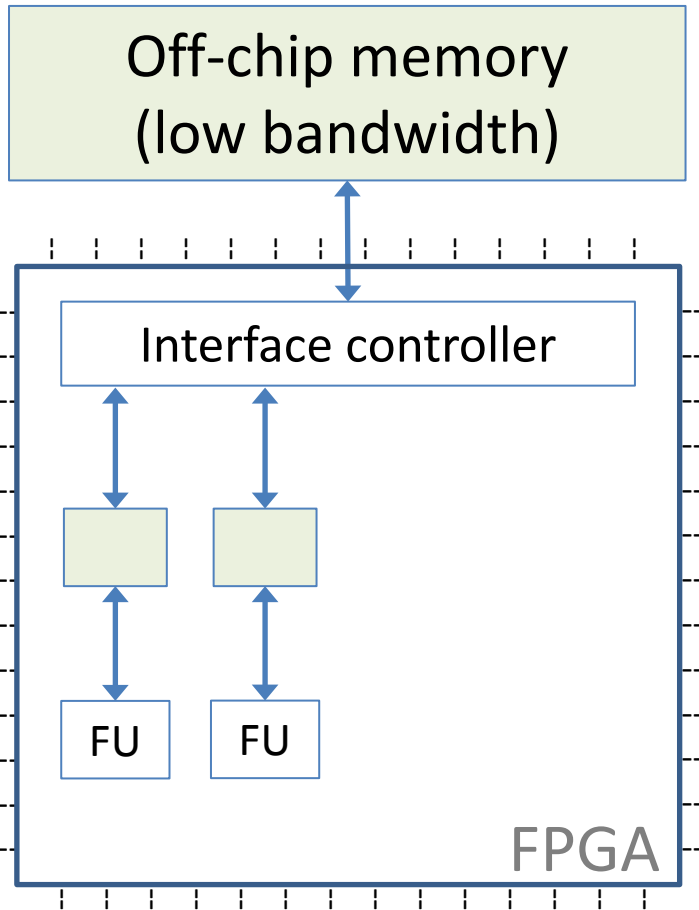 Off-chip memory
(low bandwidth)
Interface controller
FU
FU
FPGA